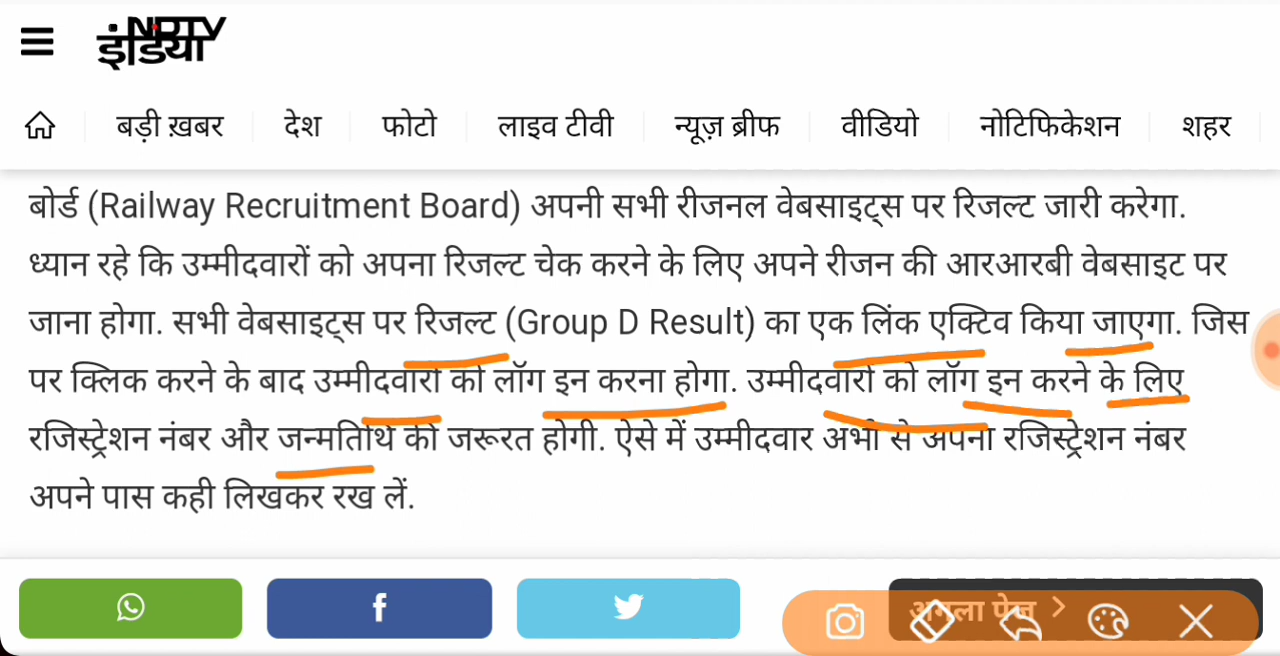 NDTV
इंडिया
बड़ी ख़बर देश फोटो लाइव टीवी न्यूज़ ब्रीफ वीडियो नोटिफिकेशन शहर
बोर्ड (Railway Recruitment Board) अपनी सभी रीजनल वेबसाइट्स पर रिजल्ट जारी करेगा.
ध्यान रहे कि उम्मीदवारों को अपना रिजल्ट चेक करने के लिए अपने रीजन की आरआरबी वेबसाइट पर
जाना होगा. सभी वेबसाइट्स पर रिजल्ट (Group D Result) का एक लिंक एक्टिव किया जाएगा. जिस
पर क्लिक करने के बाद उम्मीदवारों को लॉग इन करना होगा. उम्मीदवारों को लॉग इन करने के लिए
रजिस्ट्रेशन नंबर और जन्मतिथि की जरूरत होगी. ऐसे में उम्मीदवार अभी से अपना रजिस्ट्रेशन नंबर
अपने पास कही लिखकर रख लें.
अगला पेज